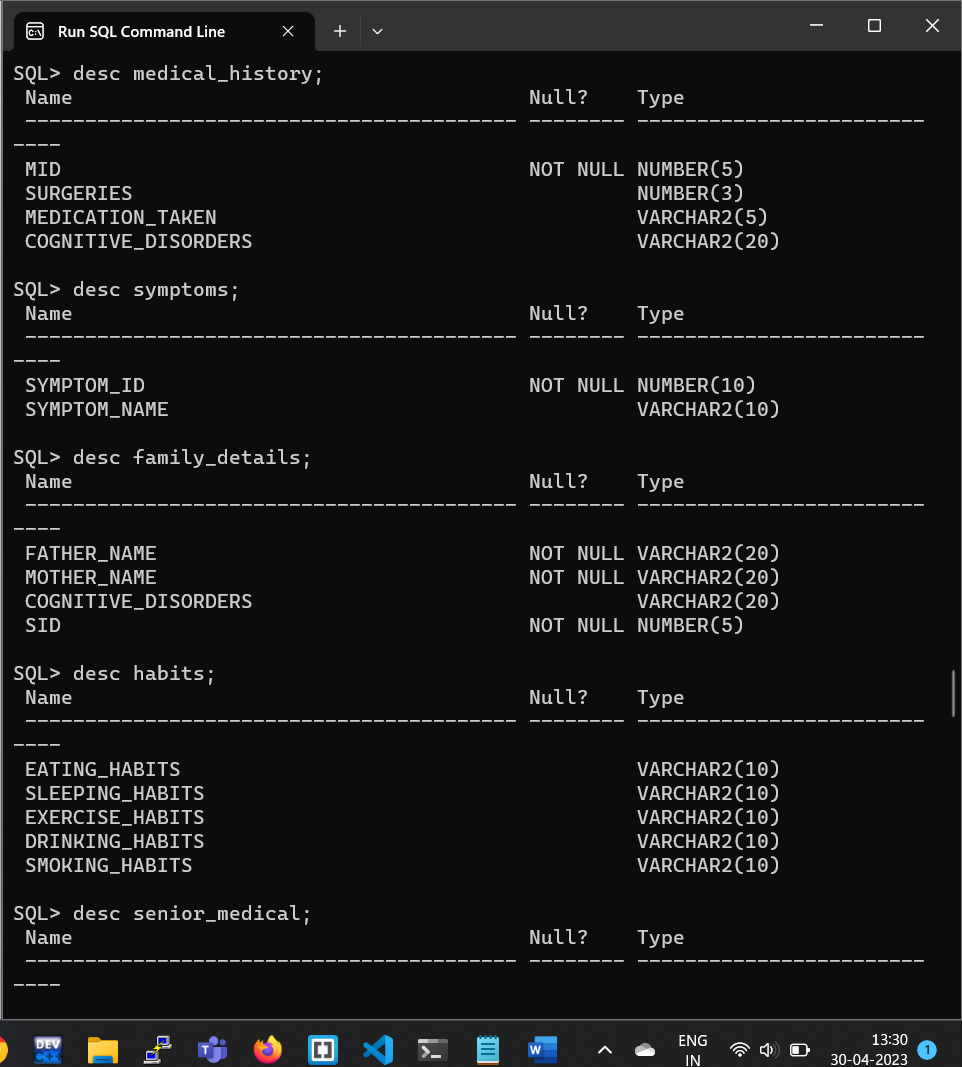 Run SQL Command Line
SQL> desc medical_history;
 Name                                      Null?    Type
 ----------------------------------------- -------- ------------------------
----
 MID                                       NOT NULL NUMBER(5)
 SURGERIES                                          NUMBER(3)
 MEDICATION_TAKEN                                   VARCHAR2(5)
 COGNITIVE_DISORDERS                                VARCHAR2(20)
SQL> desc symptoms;
 Name                                      Null?    Type
 ----------------------------------------- -------- ------------------------
----
 SYMPTOM_ID                                NOT NULL NUMBER(10)
 SYMPTOM_NAME                                       VARCHAR2(10)
SQL> desc family_details;
 Name                                      Null?    Type
 ----------------------------------------- -------- ------------------------
----
 FATHER_NAME                               NOT NULL VARCHAR2(20)
 MOTHER_NAME                               NOT NULL VARCHAR2(20)
 COGNITIVE_DISORDERS                                VARCHAR2(20)
 SID                                       NOT NULL NUMBER(5)
SQL> desc habits;
 Name                                      Null?    Type
 ----------------------------------------- -------- ------------------------
----
 EATING_HABITS                                      VARCHAR2(10)
 SLEEPING_HABITS                                    VARCHAR2(10)
 EXERCISE_HABITS                                    VARCHAR2(10)
 DRINKING_HABITS                                    VARCHAR2(10)
 SMOKING_HABITS                                     VARCHAR2(10)
SQL> desc senior_medical;
 Name                                      Null?    Type
 ----------------------------------------- -------- ------------------------
----
DEV C++
ENG
IN
13:30
30-04-2023
1